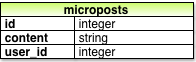 microposts
id integer
content string
user_id integer